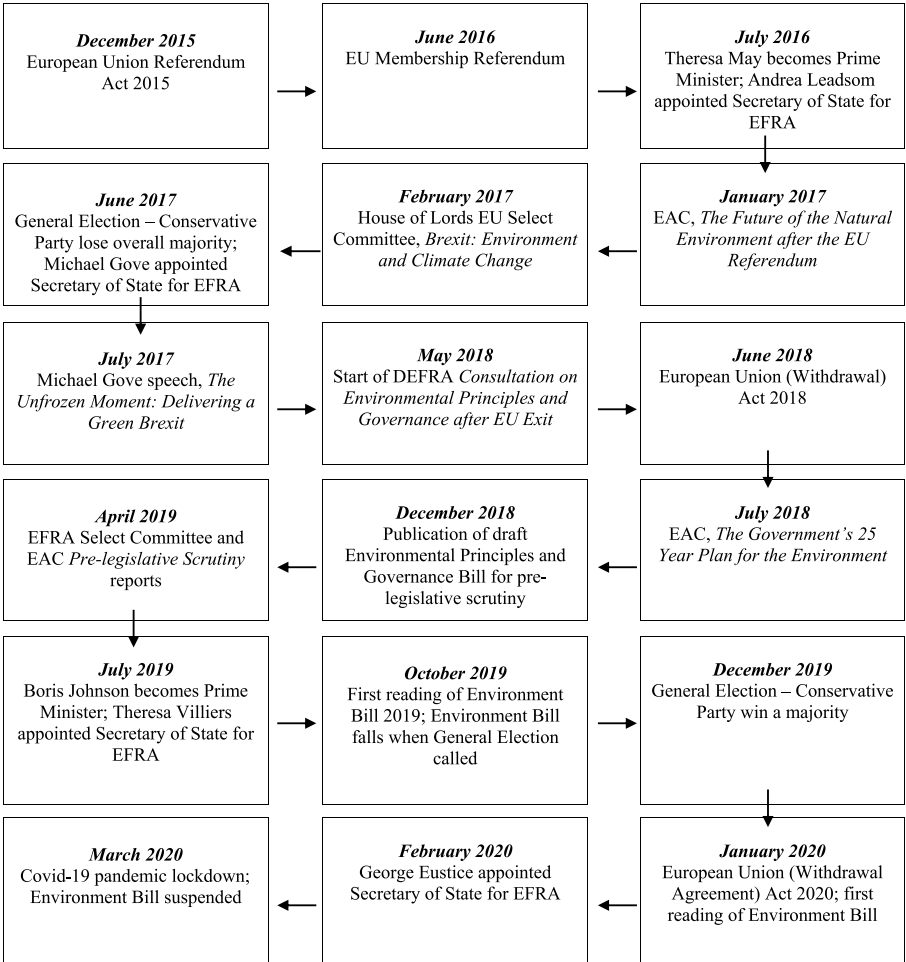 December 2015
European Union Referendum
Act 2015
June 2016
EU Membership Referendum
July 2016
Theresa May becomes Prime
Minister; Andrea Leadsom
appointed Secretary of State for
EFRA
January 2017
EAC, The Future of the Natural
Environment after the EU
Referendum
February 2017
House of Lords EU Select
Committee, Brexit: Environment
and Climate Change
June 2017
General Election – Conservative
Party lose overall majority;
Michael Gove appointed
Secretary of State for EFRA
July 2017
Michael Gove speech, The
Unfrozen Moment: Delivering a
Green Brexit
May 2018
Start of DEFRA Consultation on
Environmental Principles and
Governance after EU Exit
June 2018
European Union (Withdrawal)
Act 2018
July 2018
EAC, The Government’s 25
Year Plan for the Environment
December 2018
Publication of draft
Environmental Principles and
Governance Bill for pre-
legislative scrutiny
April 2019
EFRA Select Committee and
EAC Pre-legislative Scrutiny
reports
July 2019
Boris Johnson becomes Prime
Minister; Theresa Villiers
appointed Secretary of State for
EFRA
October 2019
First reading of Environment
Bill 2019; Environment Bill
falls when General Election
called
December 2019
General Election – Conservative
Party win a majority
January 2020
European Union (Withdrawal
Agreement) Act 2020; first
reading of Environment Bill
February 2020
George Eustice appointed
Secretary of State for EFRA
March 2020
Covid-19 pandemic lockdown;
Environment Bill suspended